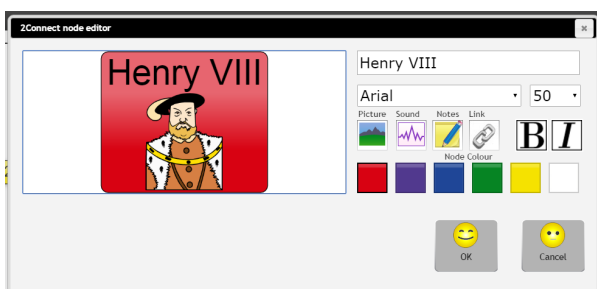 2Connect node editor
Henry VIII
Henry VIII
Arial 50
Picture Sound Notes Link
B I
Node Colour
OK Cancel